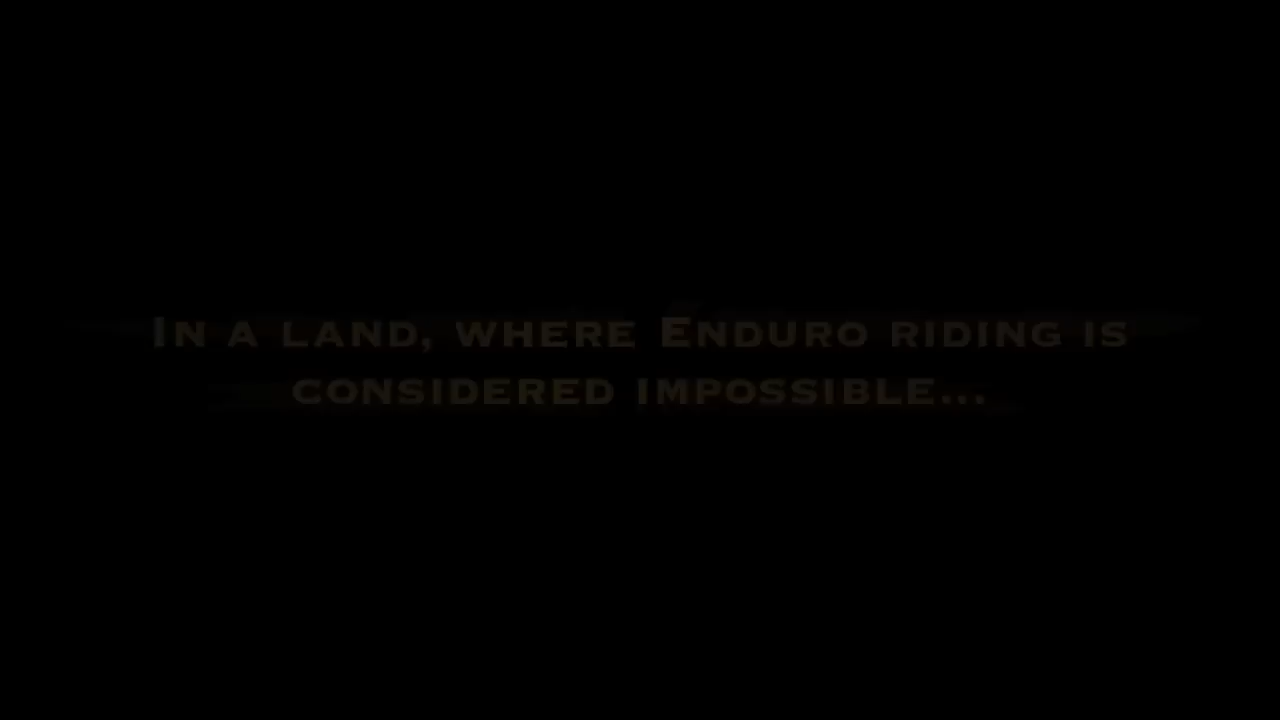 In a land, where Enduro riding is
considered impossible...